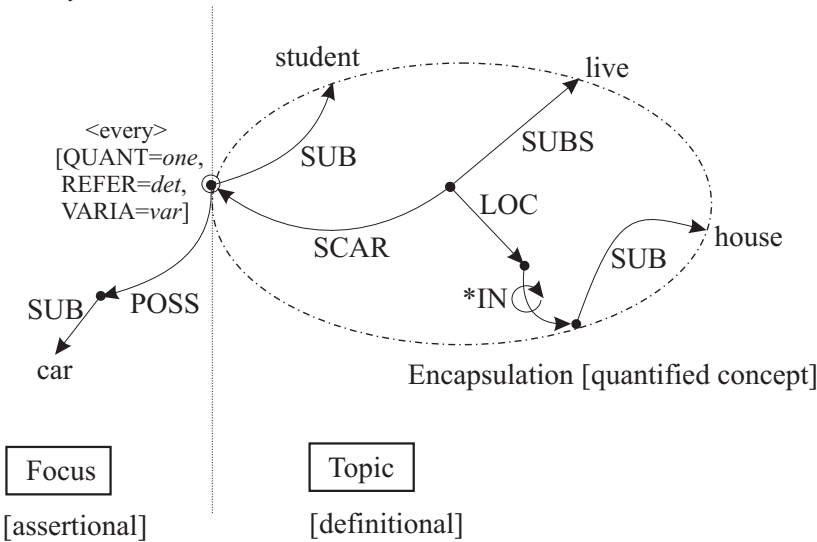 student
live
<every>
[QUANT=one,
REFER=det,
VARIA=var]
SUB
SUBS
LOC
SCAR
house
SUB
*IN
SUB
POSS
car
Encapsulation [quantified concept]
Focus
Topic
[assertional]
[definitional]